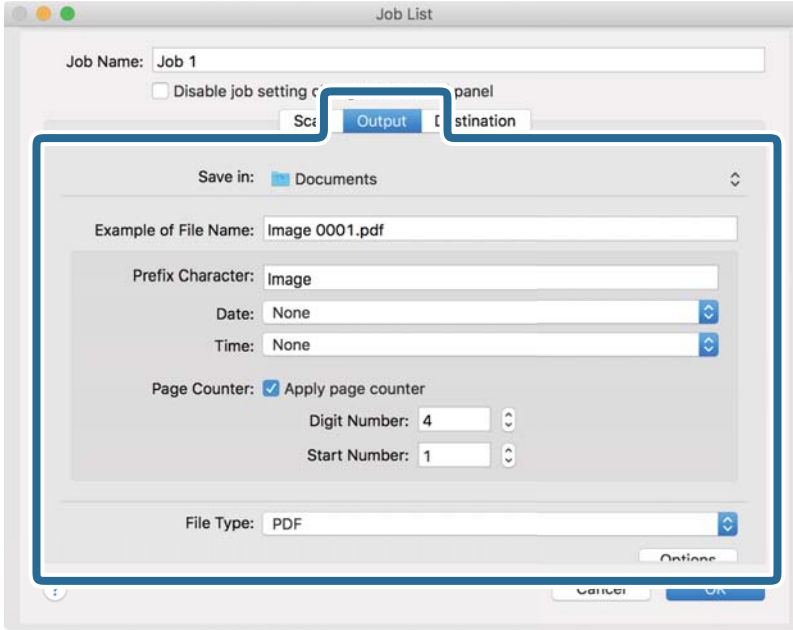 Job List
Job Name: Job 1
Disable job setting panel
Output
Save in: Documents
Example of File Name: Image 0001.pdf
Prefix Character: Image
Date: None
Time: None
Page Counter: Apply page counter
Digit Number: 4
Start Number: 1
File Type: PDF
Options
Cancel OK
?